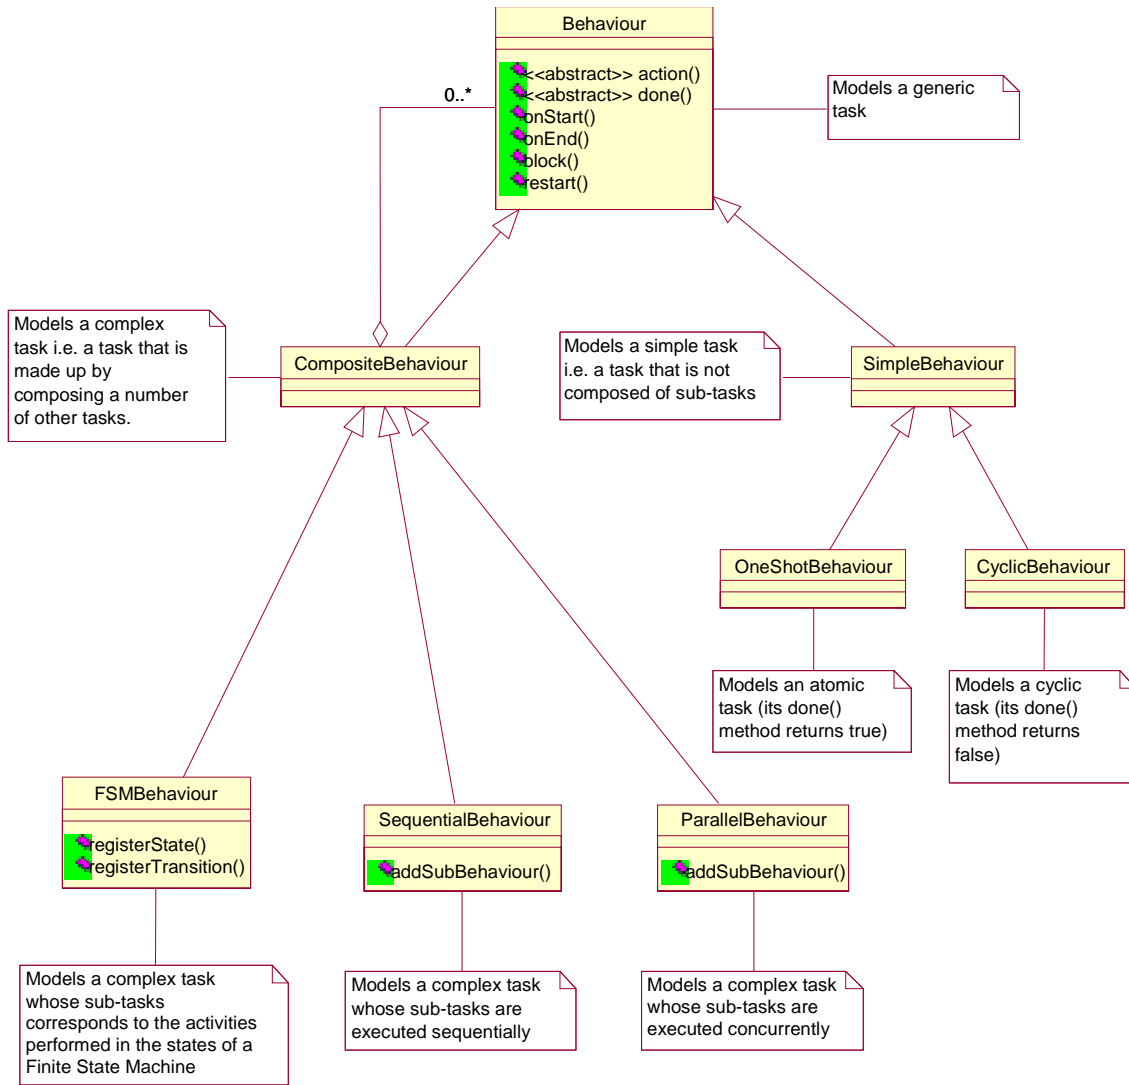 Behaviour
<<abstract>> action()
<<abstract>> done()
onStart()
onEnd()
block()
restart()
0..*
Models a generic
task
Models a complex
task i.e. a task that is
made up by
composing a number
of other tasks.
CompositeBehaviour
Models a simple task
i.e. a task that is not
composed of sub-tasks
SimpleBehaviour
OneShotBehaviour
CyclicBehaviour
Models an atomic
task (its done()
method returns true)
Models a cyclic
task (its done()
method returns
false)
FSMBehaviour
registerState()
registerTransition()
SequentialBehaviour
addSubBehaviour()
ParallelBehaviour
addSubBehaviour()
Models a complex task
whose sub-tasks
corresponds to the activities
performed in the states of a
Finite State Machine
Models a complex task
whose sub-tasks are
executed sequentially
Models a complex task
whose sub-tasks are
executed concurrently